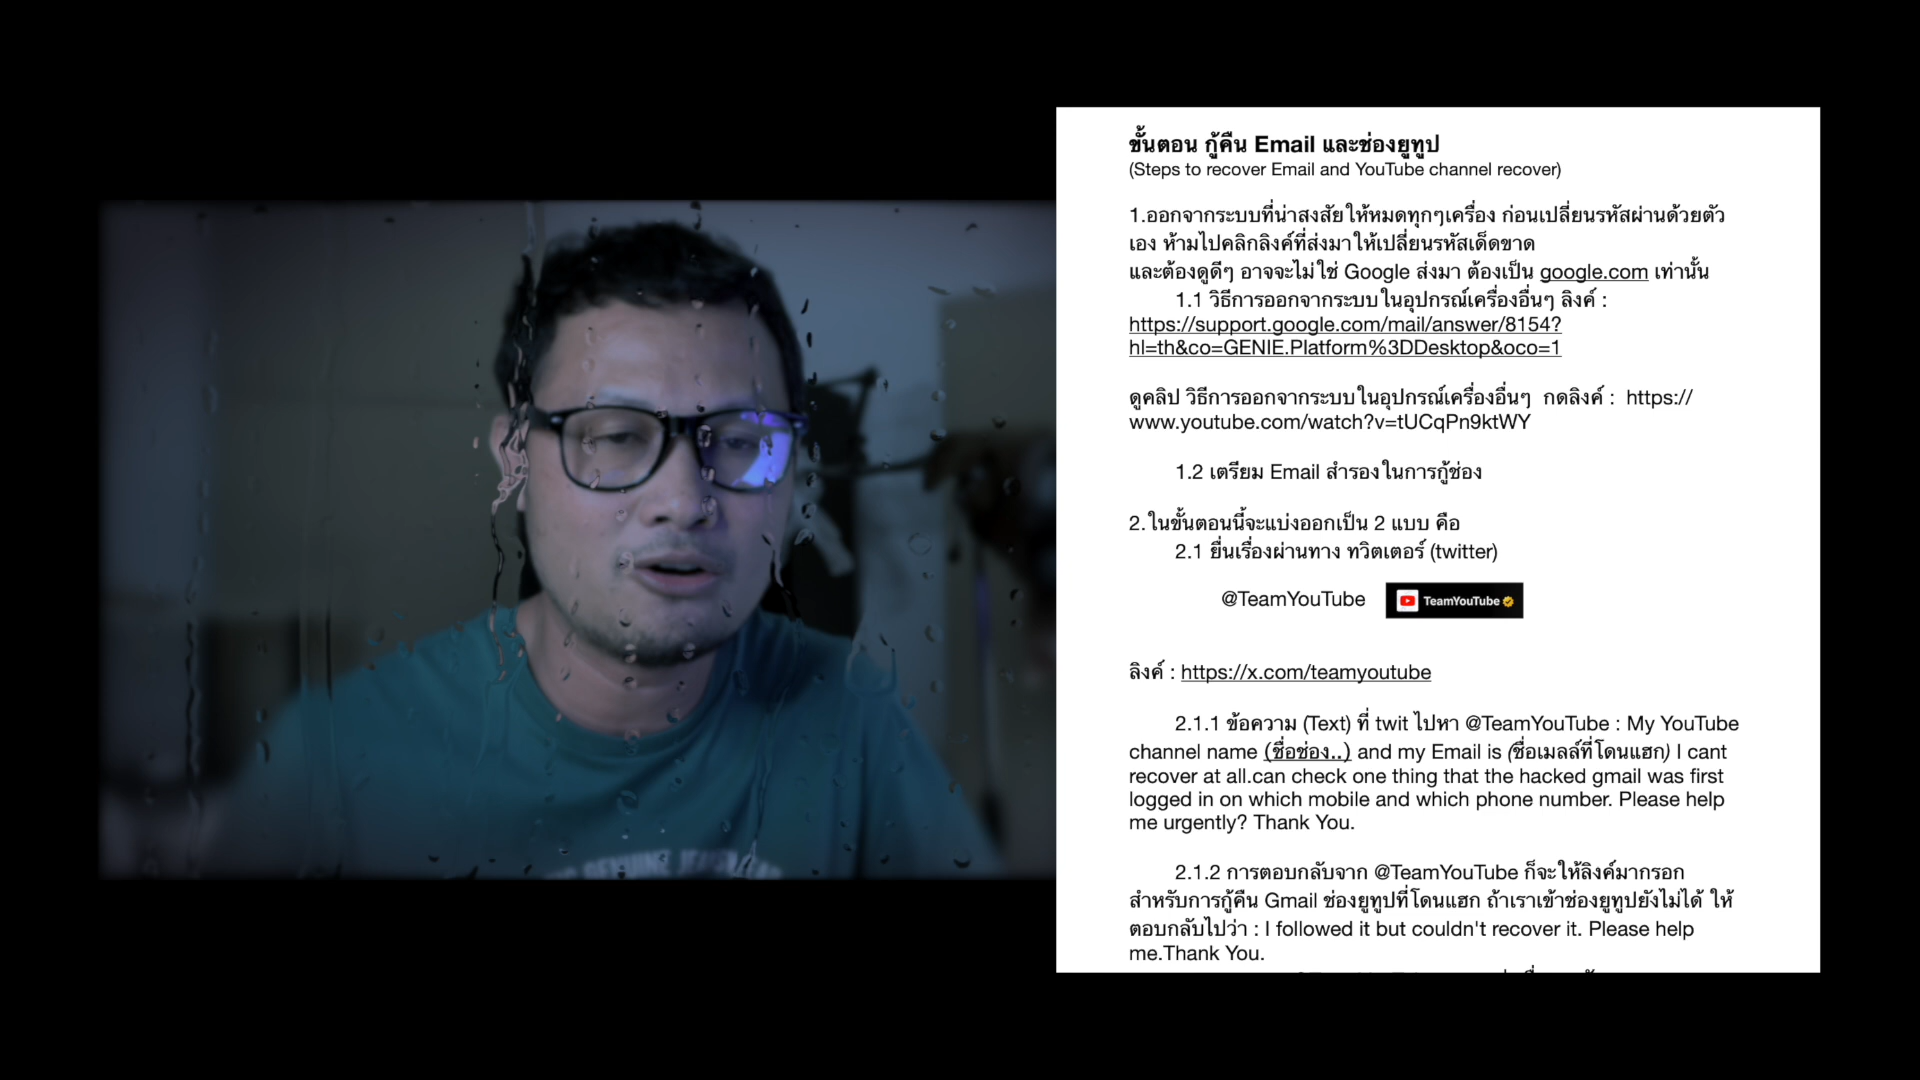 ขั้นตอน กู้คืน Email และช่องยูทูป
(Steps to recover Email and YouTube channel recover)
1.ออกจากระบบที่น่าสงสัยให้หมดทุกๆเครื่อง ก่อนเปลี่ยนรหัสผ่านด้วยตัว
เอง ห้ามไปคลิกลิงค์ที่ส่งมาให้เปลี่ยนรหัสเด็ดขาด
และต้องดูดีๆ อาจจะไม่ใช่ Google ส่งมา ต้องเป็น google.com เท่านั้น
1.1 วิธีการออกจากระบบในอุปกรณ์เครื่องอื่นๆ ลิงค์ :
https://support.google.com/mail/answer/8154?
hl=th&co=GENIE.Platform%3DDesktop&oco=1
ดูคลิป วิธีการออกจากระบบในอุปกรณ์เครื่องอื่นๆ กดลิงค์ : https://
www.youtube.com/watch?v=tUCqPn9ktWY
1.2 เตรียม Email สำรองในการกู้ช่อง
2.ในขั้นตอนนี้จะแบ่งออกเป็น 2 แบบ คือ
2.1 ยื่นเรื่องผ่านทาง ทวิตเตอร์ (twitter)
@TeamYouTube TeamYouTube
ลิงค์ : https://x.com/teamyoutube
2.1.1 ข้อความ (Text) ที่ twit ไปหา @TeamYouTube : My YouTube
channel name (ชื่อช่อง..) and my Email is (ชื่อเมลล์ที่โดนแฮก) I cant
recover at all.can check one thing that the hacked gmail was first
logged in on which mobile and which phone number. Please help
me urgently? Thank You.
2.1.2 การตอบกลับจาก @TeamYouTube ก็จะให้ลิงค์มากรอก
สำหรับการกู้คืน Gmail ช่องยูทูปที่โดนแฮก ถ้าเราเข้าช่องยูทูปยังไม่ได้ ให้
ตอบกลับไปว่า : I followed it but couldn't recover it. Please help
me.Thank You.